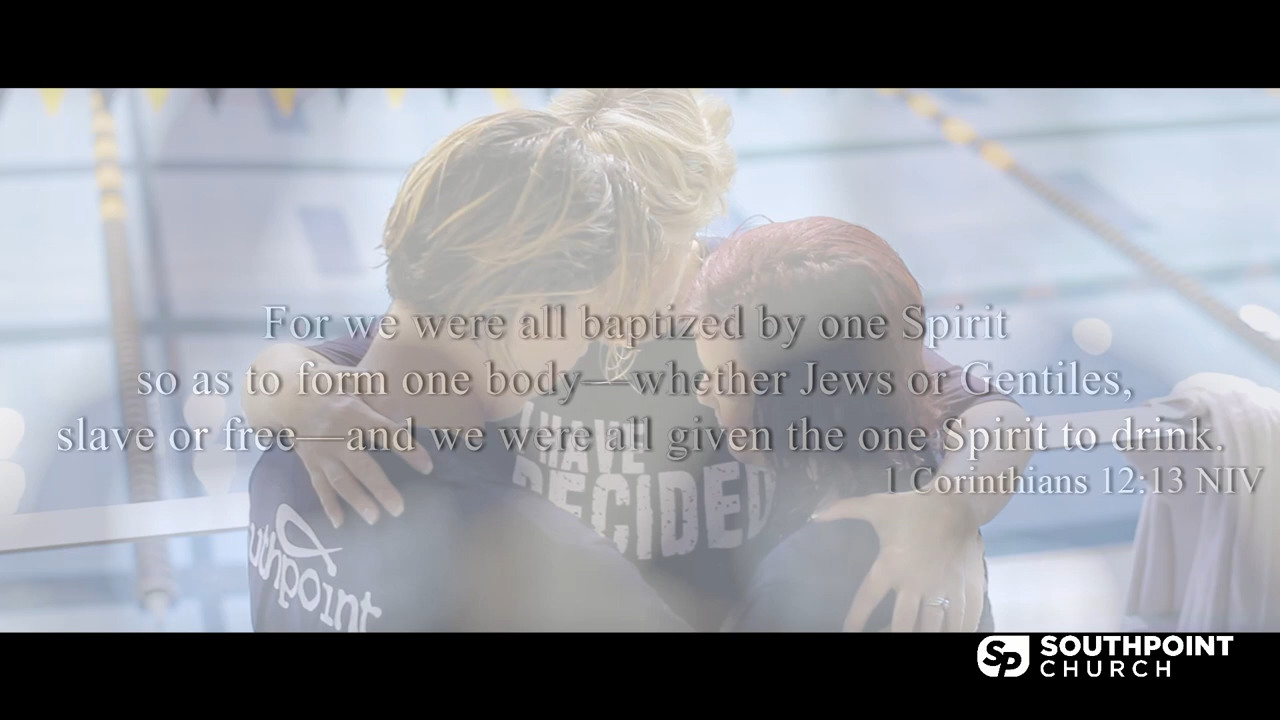 For we were all baptized by one Spirit
so as to form one body—whether Jews or Gentiles,
slave or free—and we were all given the one Spirit to drink.
1 Corinthians 12:13 NIV
I HAVE
DECIDED
uthpoint
SP SOUTHPOINT
CHURCH